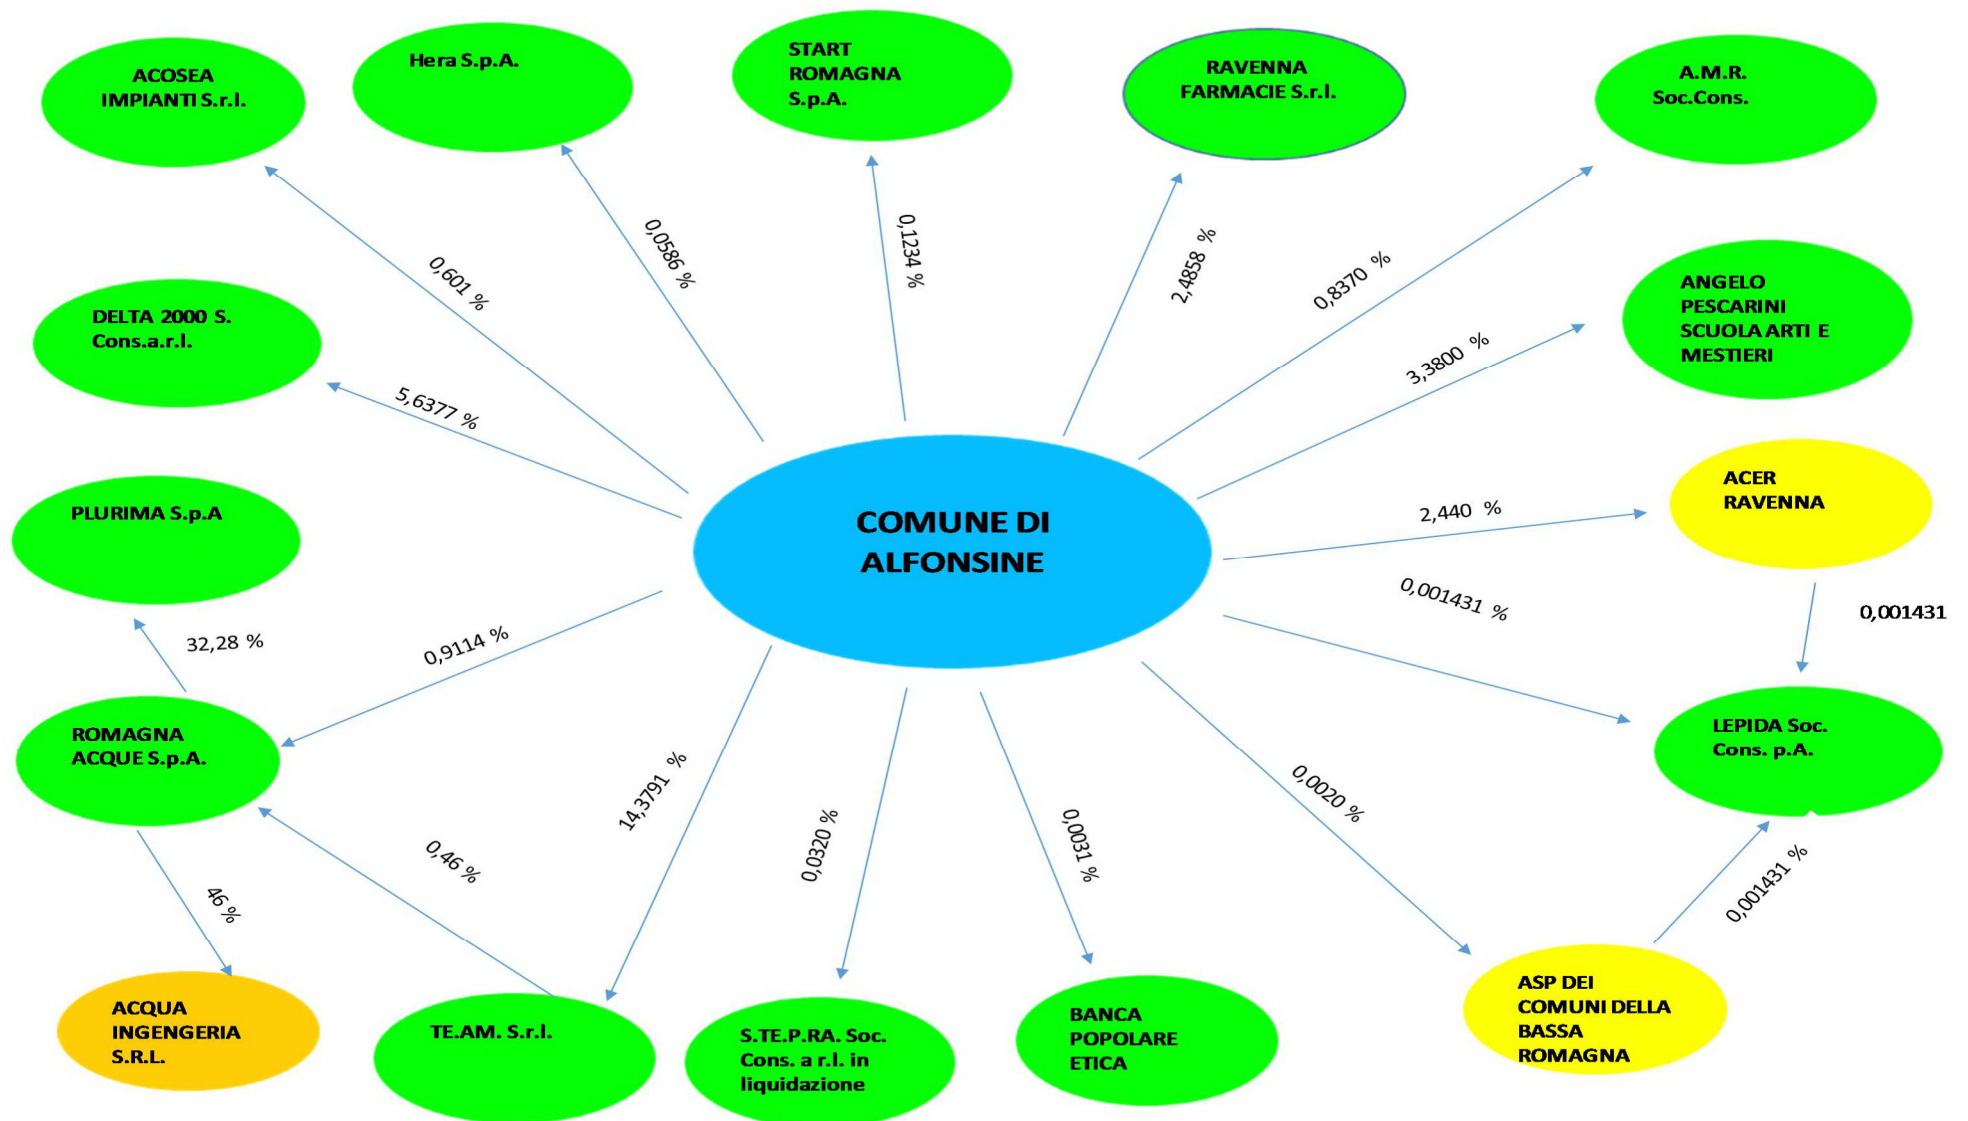 ACOSEA
IMPIANTI S.r.l.
Hera S.p.A.
START
ROMAGNA
S.p.A.
RAVENNA
FARMACIE S.r.l.
A.M.R.
Soc.Cons.
0,601 %
0,0586 %
0,1234 %
2,4858 %
0,8370 %
DELTA 2000 S.
Cons.a.r.l.
5,6377 %
3,3800 %
ANGELO
PESCARINI
SCUOLA ARTI E
MESTIERI
PLURIMA S.p.A
COMUNE DI
ALFONSINE
2,440 %
ACER
RAVENNA
32,28 %
0,9114 %
0,001431 %
0,001431
ROMAGNA
ACQUE S.p.A.
LEPIDA Soc.
Cons. p.A.
46 %
0,46 %
14,3791 %
0,0320 %
0,0031 %
0,0020 %
0,001431 %
ACQUA
INGENGERIA
S.R.L.
TE.AM. S.r.l.
S.TE.P.RA. Soc.
Cons. a r.l. in
liquidazione
BANCA
POPOLARE
ETICA
ASP DEI
COMUNI DELLA
BASSA
ROMAGNA